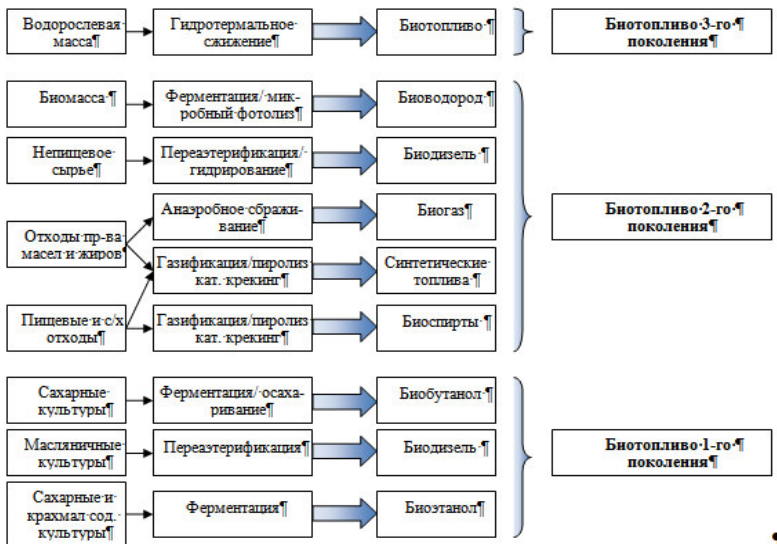 Водорослевая
масса¶
Гидротермальное·
сжижение¶
Биотопливо¶
Биотопливо·3-го·¶
поколения¶
Биомасса·¶
Ферментация/·мик-
робный·фотолиз¶
Биоводород¶
Непищевое·
сырье¶
Переаэтерификация/·
гидрирование¶
Биодизель·¶
Отходы·пр-ва·
масел·и·жиров¶
Анаэробное·сбражи-
вание¶
Биогаз¶
Биотопливо·2-го·¶
поколения¶
Газификация/пиролиз
кат.·крекинг¶
Синтетические·
топлива¶
Пищевые·и·с/х·
отходы¶
Газификация/пиролиз
кат.·крекинг¶
Биоспирты·¶
Сахарные·
культуры¶
Ферментация/·осаха-
ривание¶
Биобутанол¶
Масляничные·
культуры¶
Переаэтерификация¶
Биодизель·¶
Биотопливо·1-го·¶
поколения¶
Сахарные·и·
крахмал·сод.·
культуры¶
Ферментация¶
Биоэтанол¶